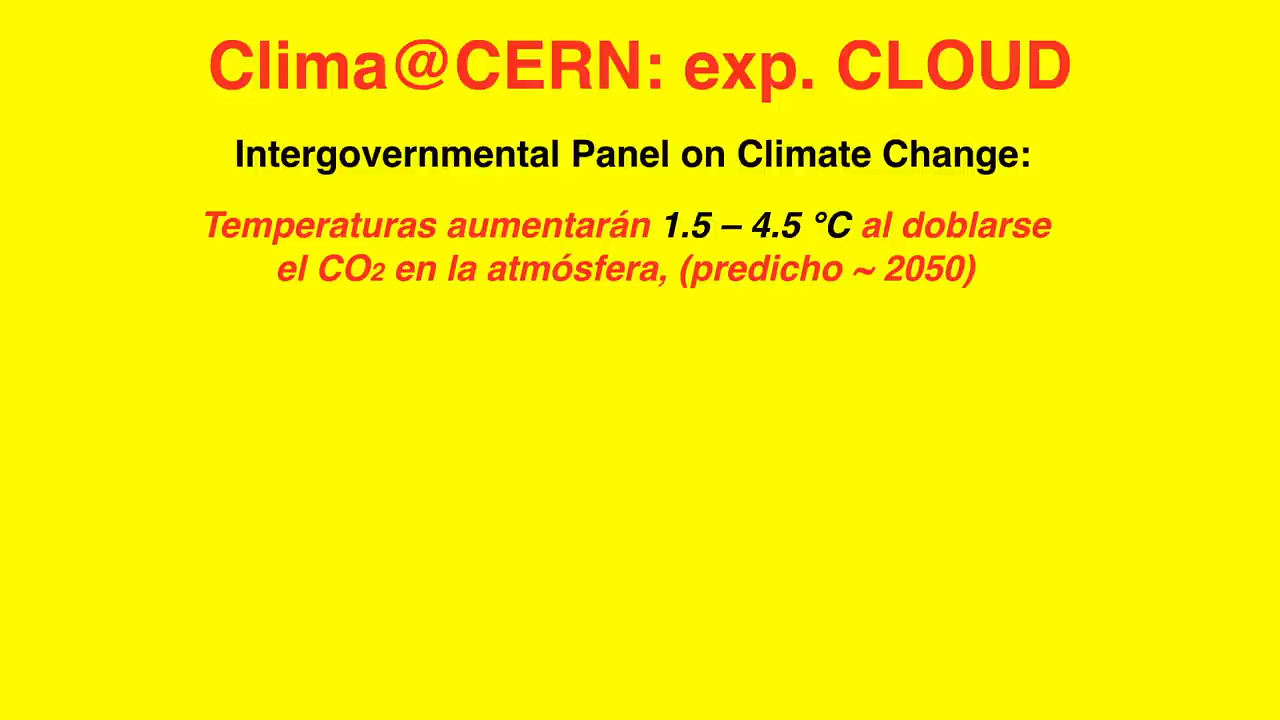 Clima@CERN: exp. CLOUD
Intergovernmental Panel on Climate Change:
Temperaturas aumentarán 1.5 – 4.5 °C al doblarse
el CO2 en la atmósfera, (predicho ~ 2050)